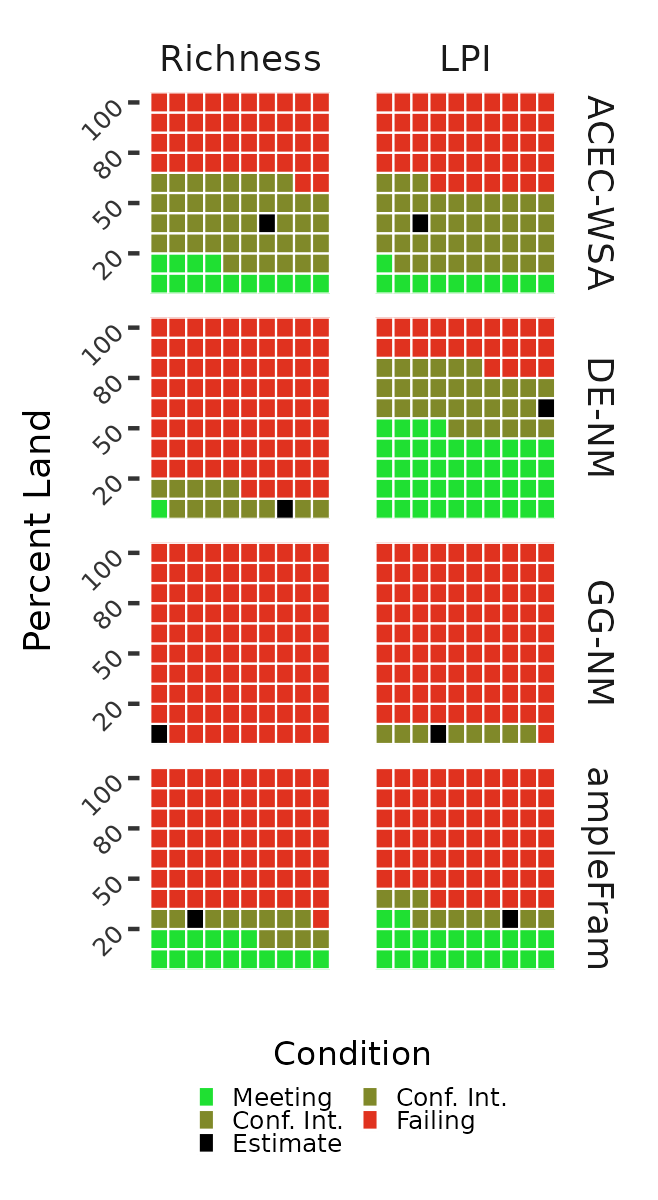 Richness LPI
100
80
50
20
ACEC-WSA
100
80
50
20
DE-NM
100
80
50
20
GG-NM
100
80
50
20
ampleFram
Percent Land
Condition
Meeting Conf. Int.
Conf. Int. Failing
Estimate